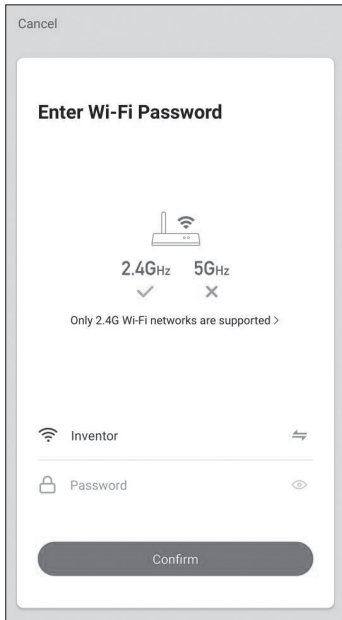 Cancel
Enter Wi-Fi Password
2.4GHz 5GHz
Only 2.4G Wi-Fi networks are supported >
Inventor
Password
Confirm